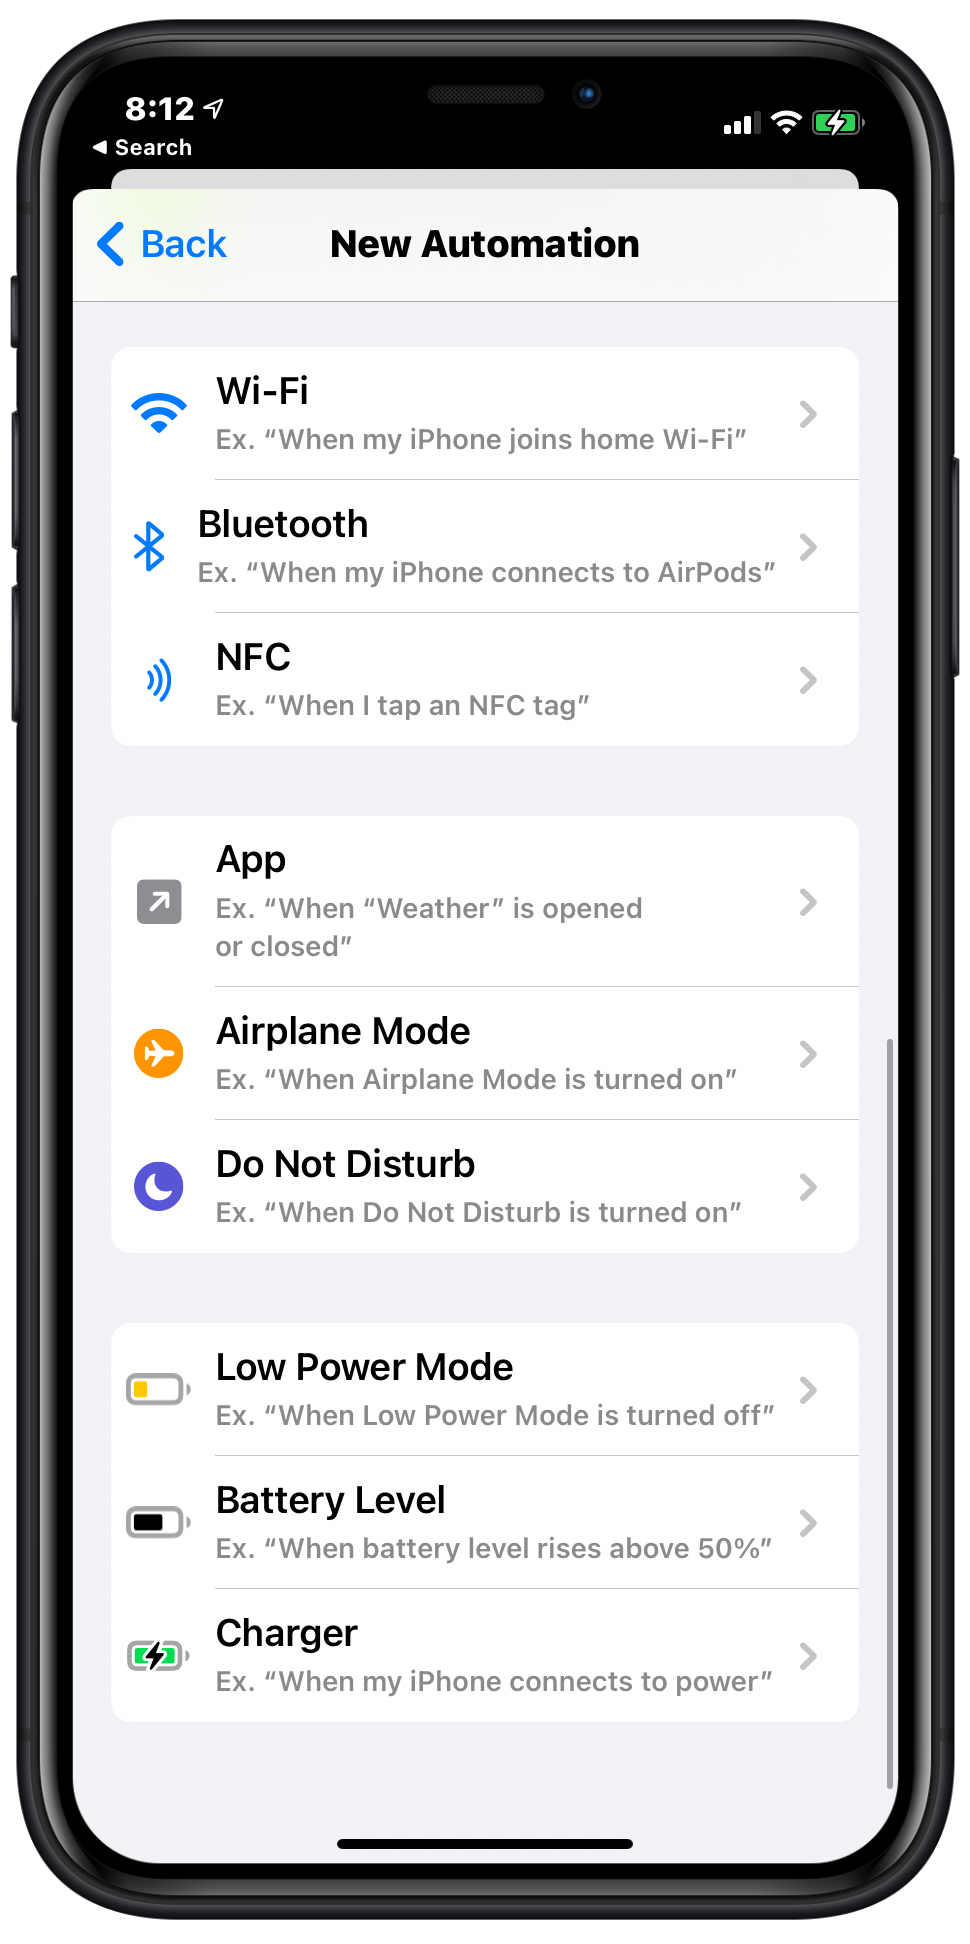 8:12
◀ Search
Back
New Automation
Wi-Fi
Ex. “When my iPhone joins home Wi-Fi”
Bluetooth
Ex. “When my iPhone connects to AirPods”
NFC
Ex. “When I tap an NFC tag”
App
Ex. “When “Weather” is opened
or closed”
Airplane Mode
Ex. “When Airplane Mode is turned on”
Do Not Disturb
Ex. “When Do Not Disturb is turned on”
Low Power Mode
Ex. “When Low Power Mode is turned off”
Battery Level
Ex. “When battery level rises above 50%”
Charger
Ex. “When my iPhone connects to power”